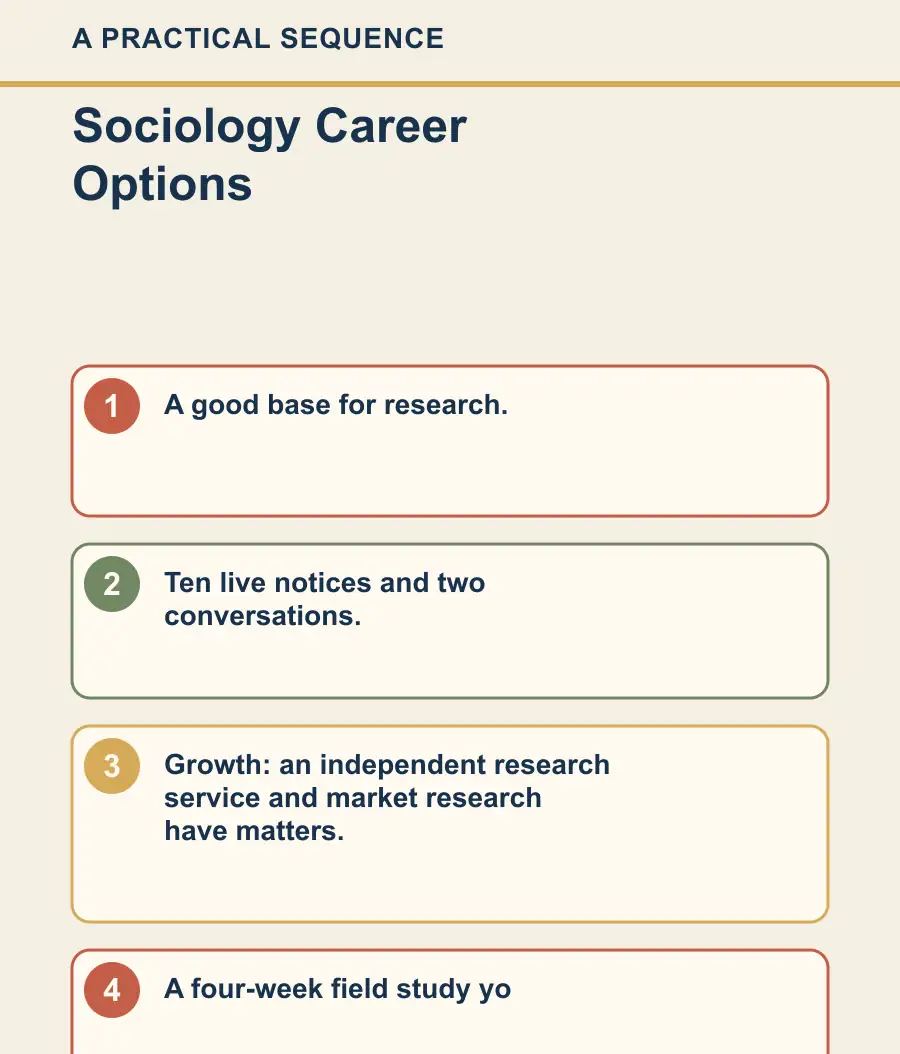 A PRACTICAL SEQUENCE
Sociology Career
Options
1
A good base for research.
2
Ten live notices and two
conversations.
3
Growth: an independent research
service and market research
have matters.
4
A four-week field study yo